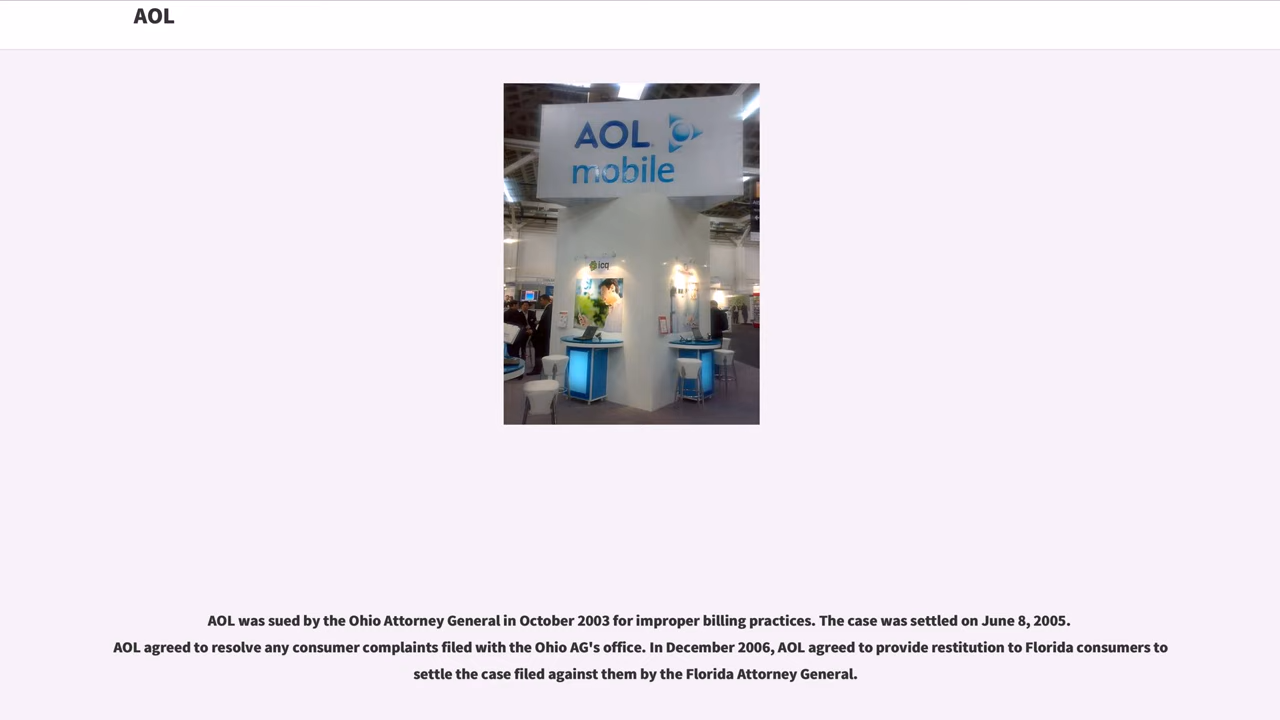 AOL
AOL
mobile
icq
AOL was sued by the Ohio Attorney General in October 2003 for improper billing practices. The case was settled on June 8, 2005.
AOL agreed to resolve any consumer complaints filed with the Ohio AG's office. In December 2006, AOL agreed to provide restitution to Florida consumers to
settle the case filed against them by the Florida Attorney General.